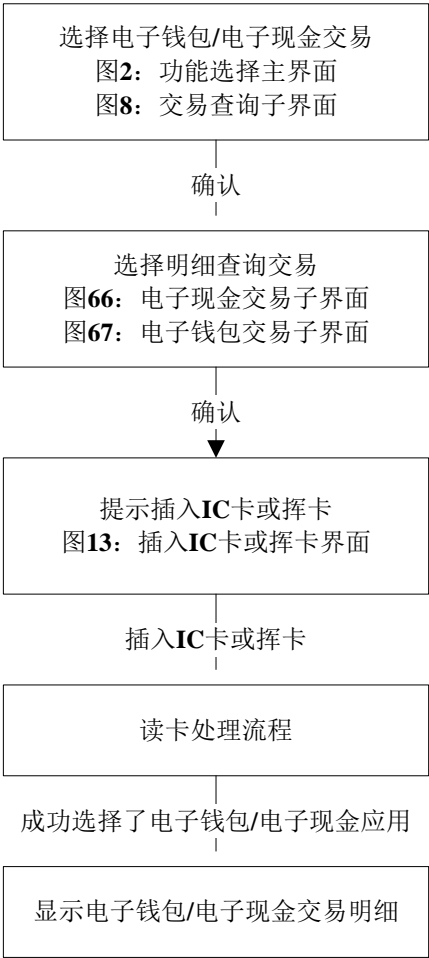 选择电子钱包/电子现金交易
图2：功能选择主界面
图8：交易查询子界面
确认
选择明细查询交易
图66：电子现金交易子界面
图67：电子钱包交易子界面
确认
提示插入IC卡或挥卡
图13：插入IC卡或挥卡界面
插入IC卡或挥卡
读卡处理流程
成功选择了电子钱包/电子现金应用
显示电子钱包/电子现金交易明细